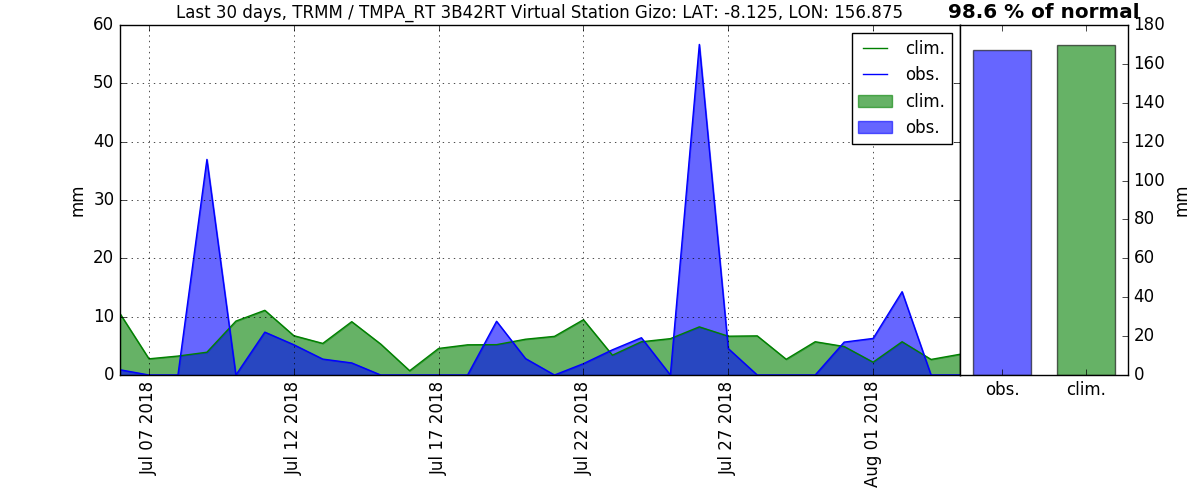 Last 30 days, TRMM / TMPA_RT 3B42RT Virtual Station Gizo: LAT: -8.125, LON: 156.875
98.6 % of normal
60
50
40
30
20
10
0
mm
clim.
obs.
clim.
obs.
Jul 07 2018
Jul 12 2018
Jul 17 2018
Jul 22 2018
Jul 27 2018
Aug 01 2018
180
160
140
120
100
80
60
40
20
0
mm
obs.
clim.